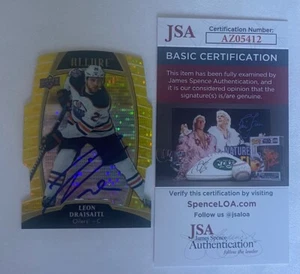 ALLURE
LEON
DRAISAITL
JSA
Certification Number:
AZ05412
BASIC CERTIFICATION
This item has been fully examined by
James Spence Authentication, and it
is our considered opinion that the
signature(s) is/are genuine.
Verify this certification by visiting
SpenceLOA.com
Follow us @jsaloa
JSA
James Spence
Authentication